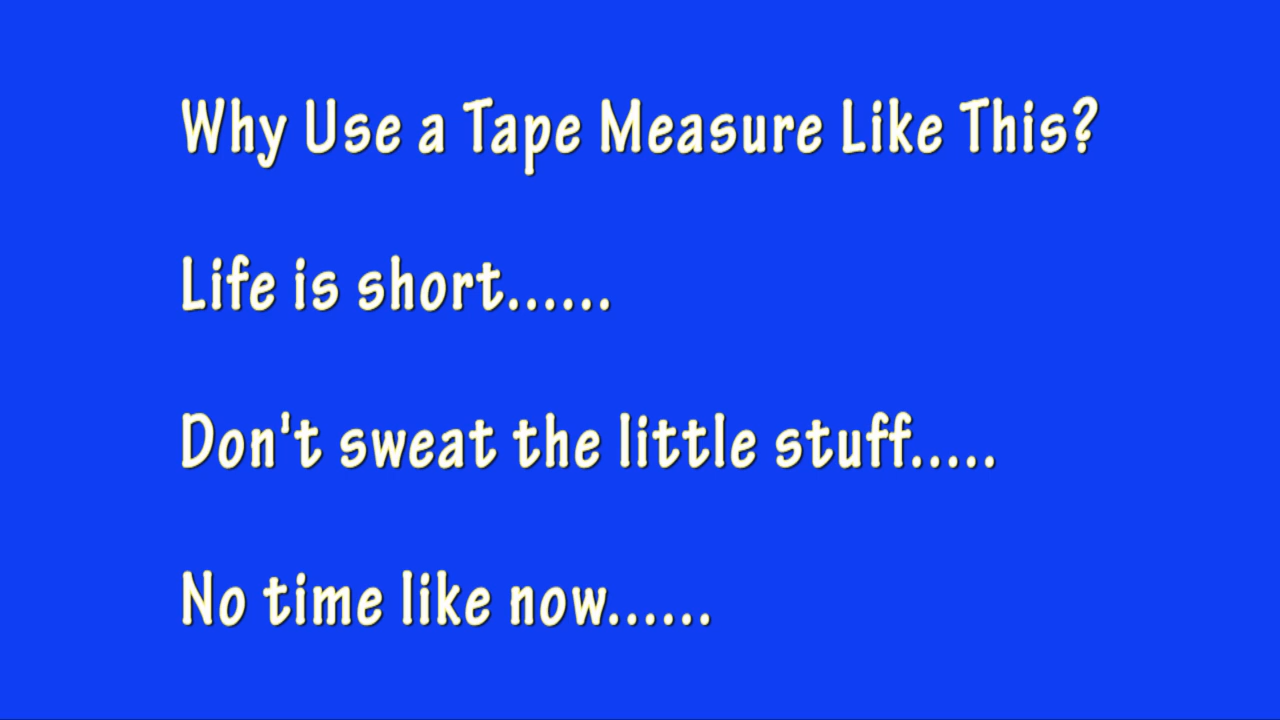 Why Use a Tape Measure Like This?
Life is short......
Don't sweat the little stuff.....
No time like now......